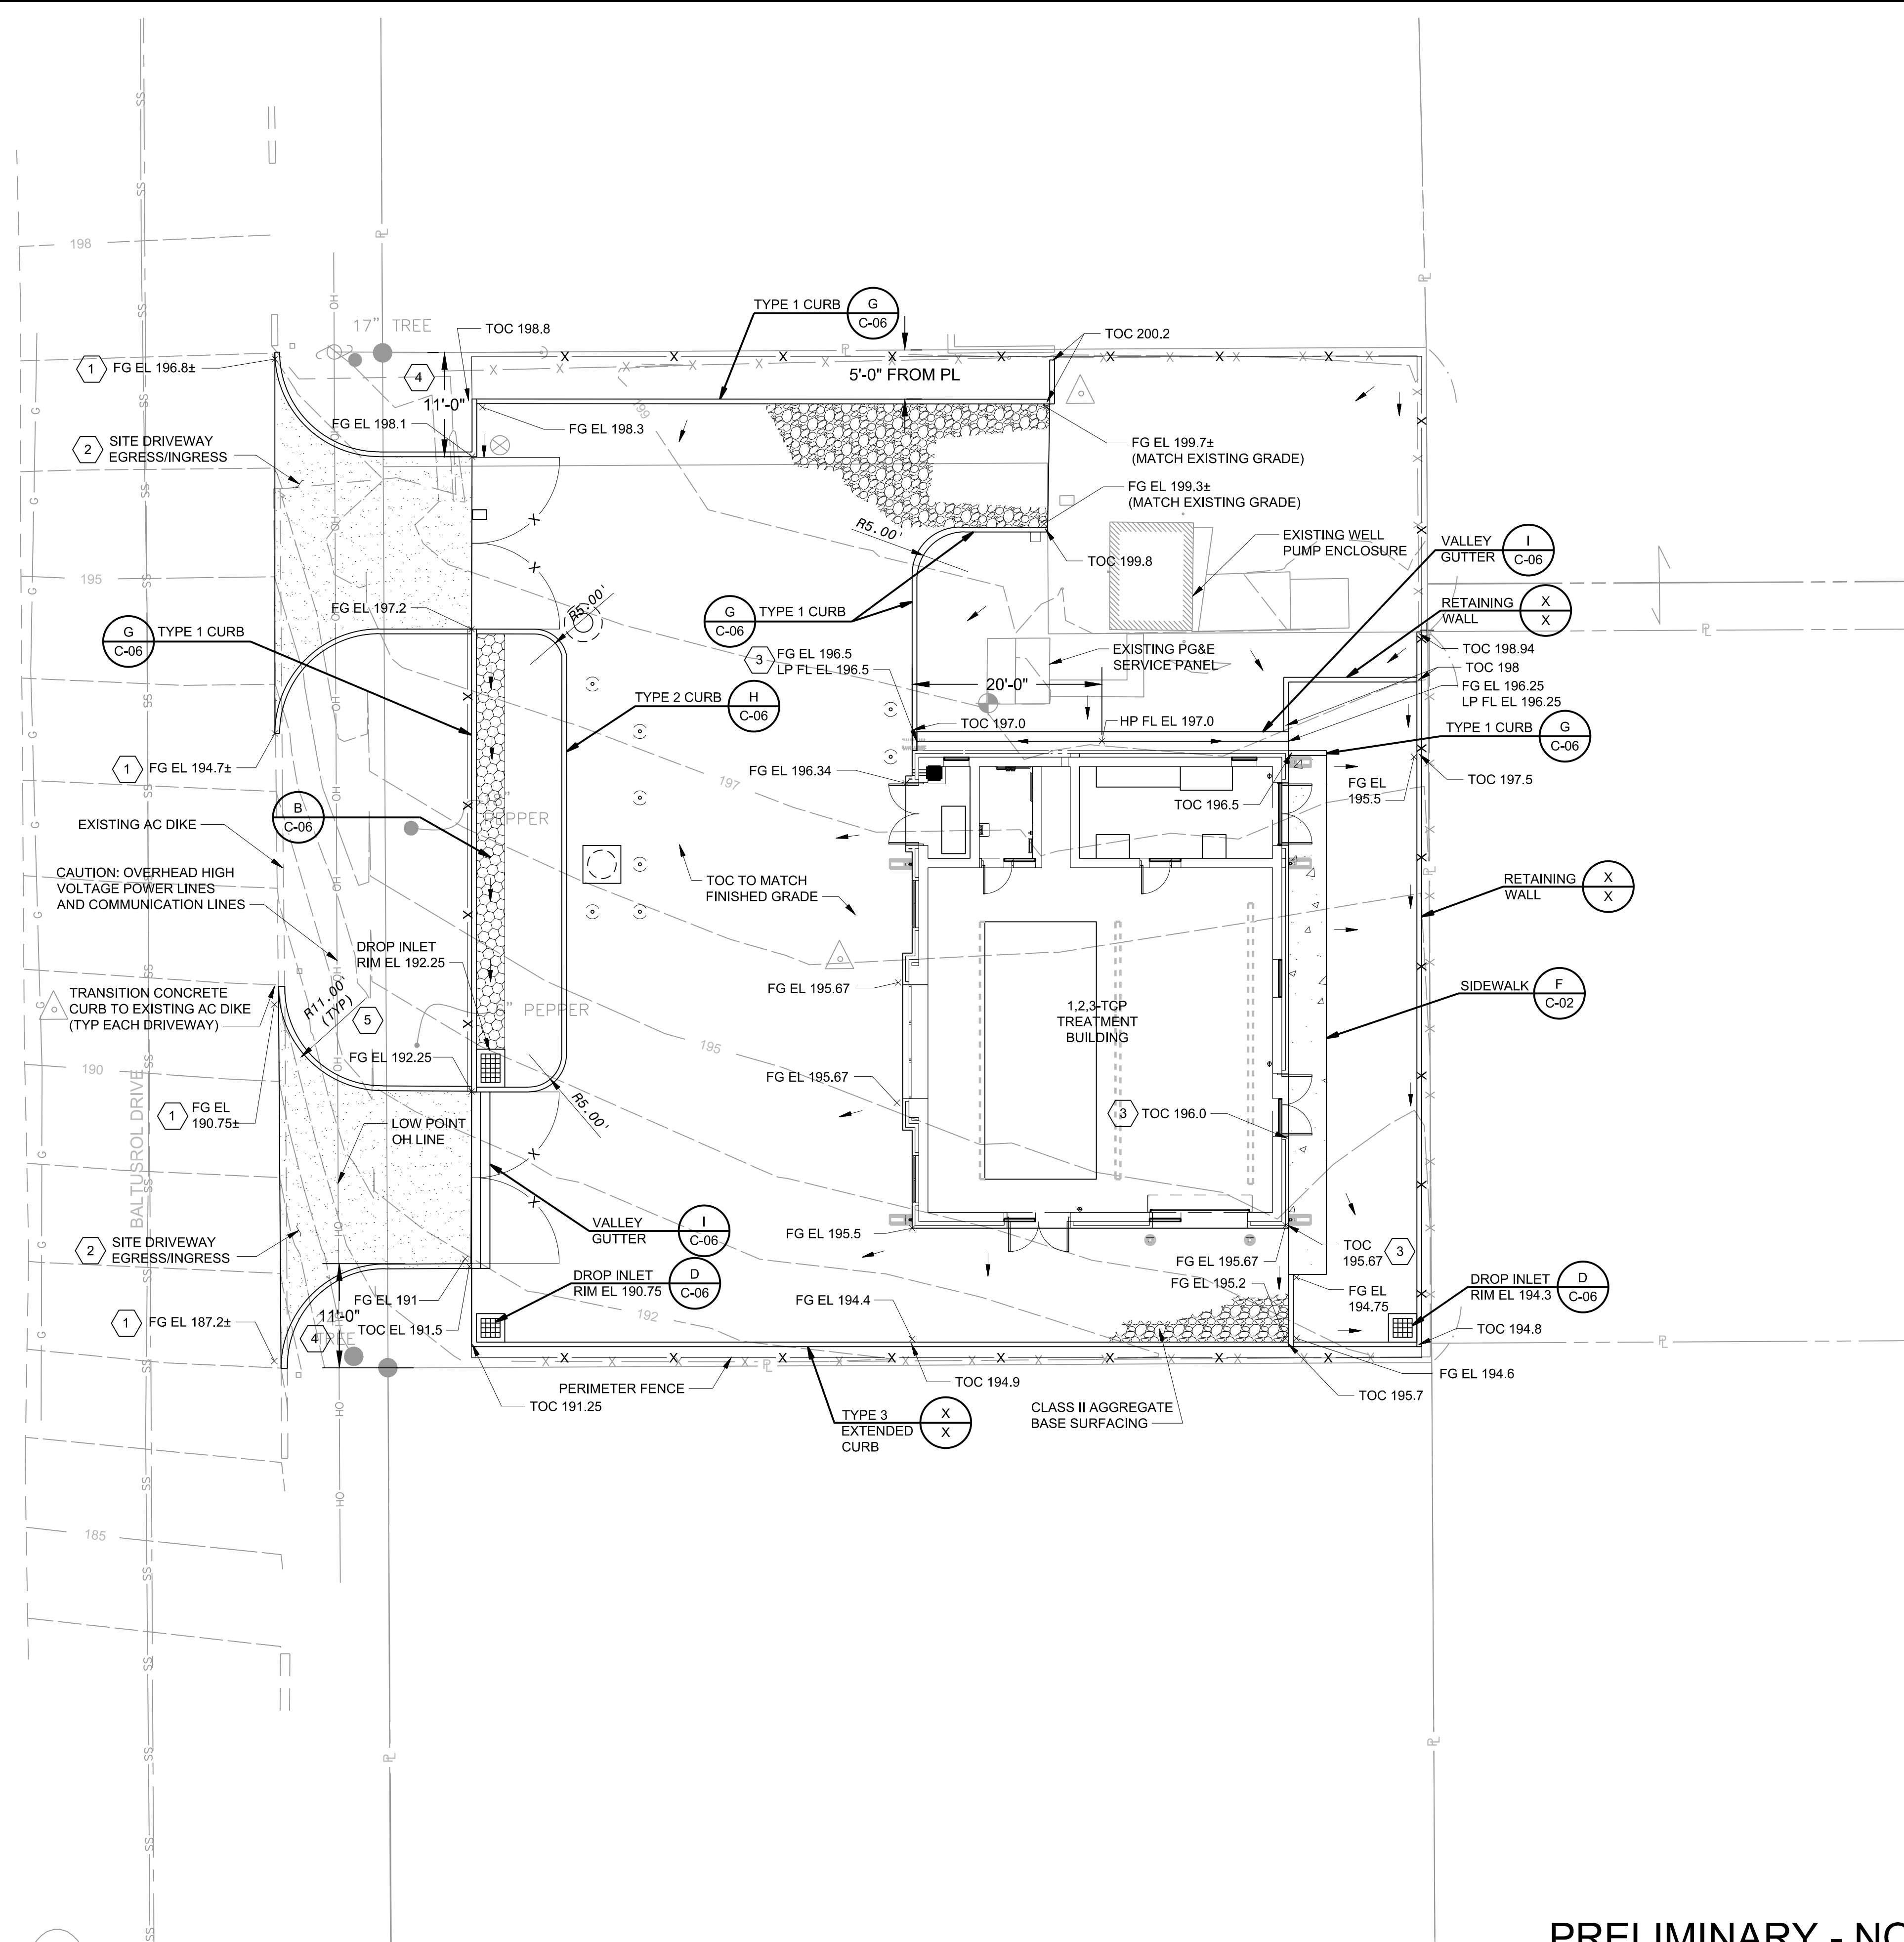 198
17" TREE
TOC 198.8
TYPE 1 CURB
G
C-06
TOC 200.2
1
FG EL 196.8±
4
11'-0"
5'-0" FROM PL
199
FG EL 198.1
FG EL 198.3
2
SITE DRIVEWAY
EGRESS/INGRESS
FG EL 199.7±
(MATCH EXISTING GRADE)
FG EL 199.3±
(MATCH EXISTING GRADE)
R5.00'
EXISTING WELL
PUMP ENCLOSURE
VALLEY
GUTTER
I
C-06
TOC 199.8
195
RETAINING
WALL
X
X
FG EL 197.2
R5.00'
G
C-06
TYPE 1 CURB
G
C-06
TYPE 1 CURB
3
FG EL 196.5
LP FL EL 196.5
EXISTING PG&E
SERVICE PANEL
TOC 198.94
TOC 198
FG EL 196.25
LP FL EL 196.25
20'-0"
TYPE 2 CURB
H
C-06
TOC 197.0
HP FL EL 197.0
TYPE 1 CURB
G
C-06
1
FG EL 194.7±
FG EL 196.34
197
FG EL
195.5
TOC 197.5
TOC 196.5
B
C-06
PEPPER
EXISTING AC DIKE
CAUTION: OVERHEAD HIGH
VOLTAGE POWER LINES
AND COMMUNICATION LINES
TOC TO MATCH
FINISHED GRADE
RETAINING
WALL
X
X
DROP INLET
RIM EL 192.25
FG EL 195.67
TRANSITION CONCRETE
CURB TO EXISTING AC DIKE
(TYP EACH DRIVEWAY)
R11.00'
(TYP)
5
6" PEPPER
1,2,3-TCP
TREATMENT
BUILDING
SIDEWALK
F
C-02
195
FG EL 192.25
190
FG EL 195.67
R5.00'
1
FG EL
190.75±
LOW POINT
OH LINE
3
TOC 196.0
BALTUSROL DRIVE
VALLEY
GUTTER
I
C-06
FG EL 195.5
2
SITE DRIVEWAY
EGRESS/INGRESS
FG EL 195.67
TOC
195.67
3
DROP INLET
RIM EL 190.75
D
C-06
FG EL 195.2
FG EL
194.75
DROP INLET
RIM EL 194.3
D
C-06
FG EL 191
FG EL 194.4
1
FG EL 187.2±
11'-0"
4
TREE
TOC EL 191.5
192
TOC 194.8
FG EL 194.6
PERIMETER FENCE
TOC 194.9
TOC 195.7
TOC 191.25
CLASS II AGGREGATE
BASE SURFACING
TYPE 3
EXTENDED
CURB
X
X
185
PRELIMINARY - NO